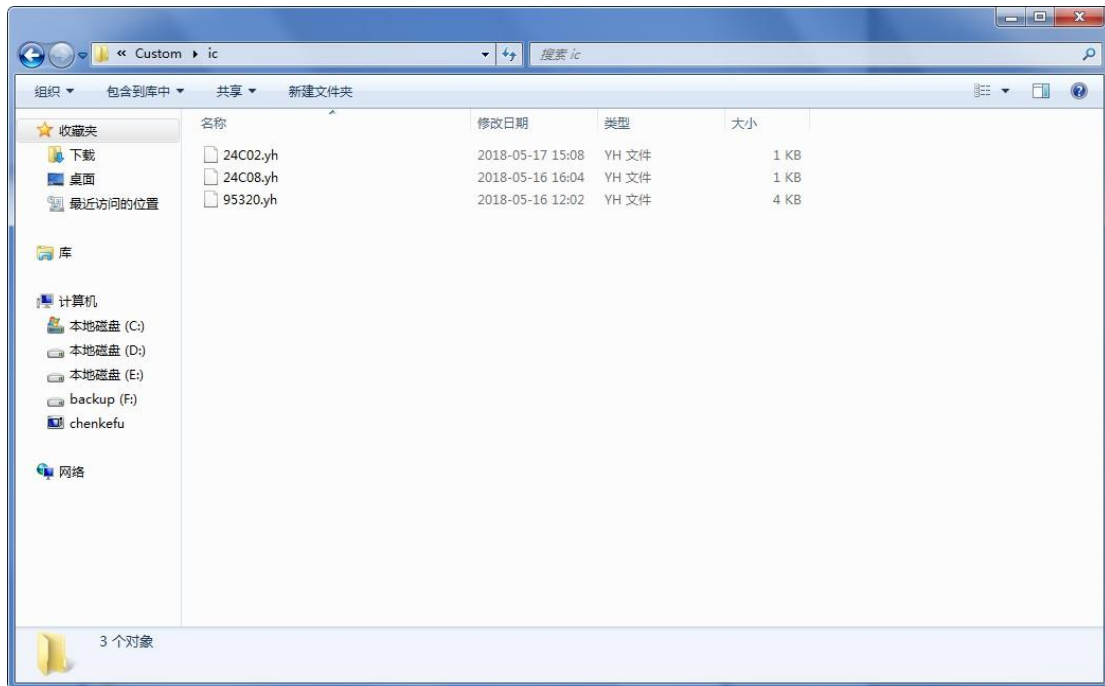 « Custom ▸ ic
搜索 ic
组织 ▼ 包含到库中 ▼ 共享 ▼ 新建文件夹
收藏夹
下载
桌面
最近访问的位置
库
计算机
本地磁盘 (C:)
本地磁盘 (D:)
本地磁盘 (E:)
backup (F:)
chenkefu
网络
名称 修改日期 类型 大小
24C02.yh 2018-05-17 15:08 YH 文件 1 KB
24C08.yh 2018-05-16 16:04 YH 文件 1 KB
95320.yh 2018-05-16 12:02 YH 文件 4 KB
3 个对象